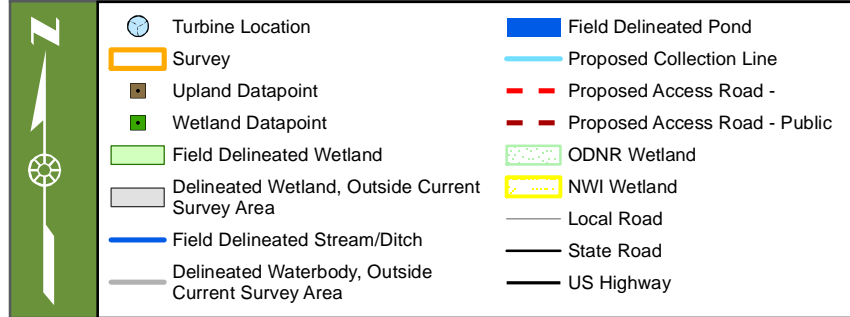 N
Turbine Location
Survey
Upland Datapoint
Wetland Datapoint
Field Delineated Wetland
Delineated Wetland, Outside Current
Survey Area
Field Delineated Stream/Ditch
Delineated Waterbody, Outside
Current Survey Area
Field Delineated Pond
Proposed Collection Line
Proposed Access Road -
Proposed Access Road - Public
ODNR Wetland
NWI Wetland
Local Road
State Road
US Highway